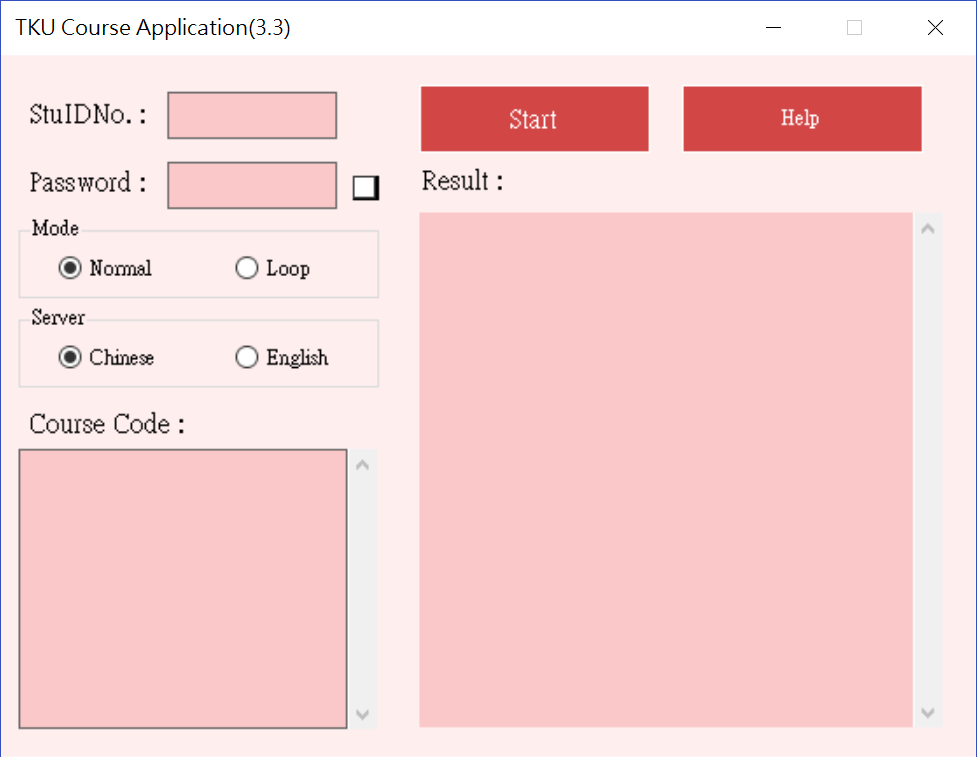 TKU Course Application(3.3)
StuIDNo. :
Start
Help
Password :
Result :
Mode
Normal
Loop
Server
Chinese
English
Course Code :